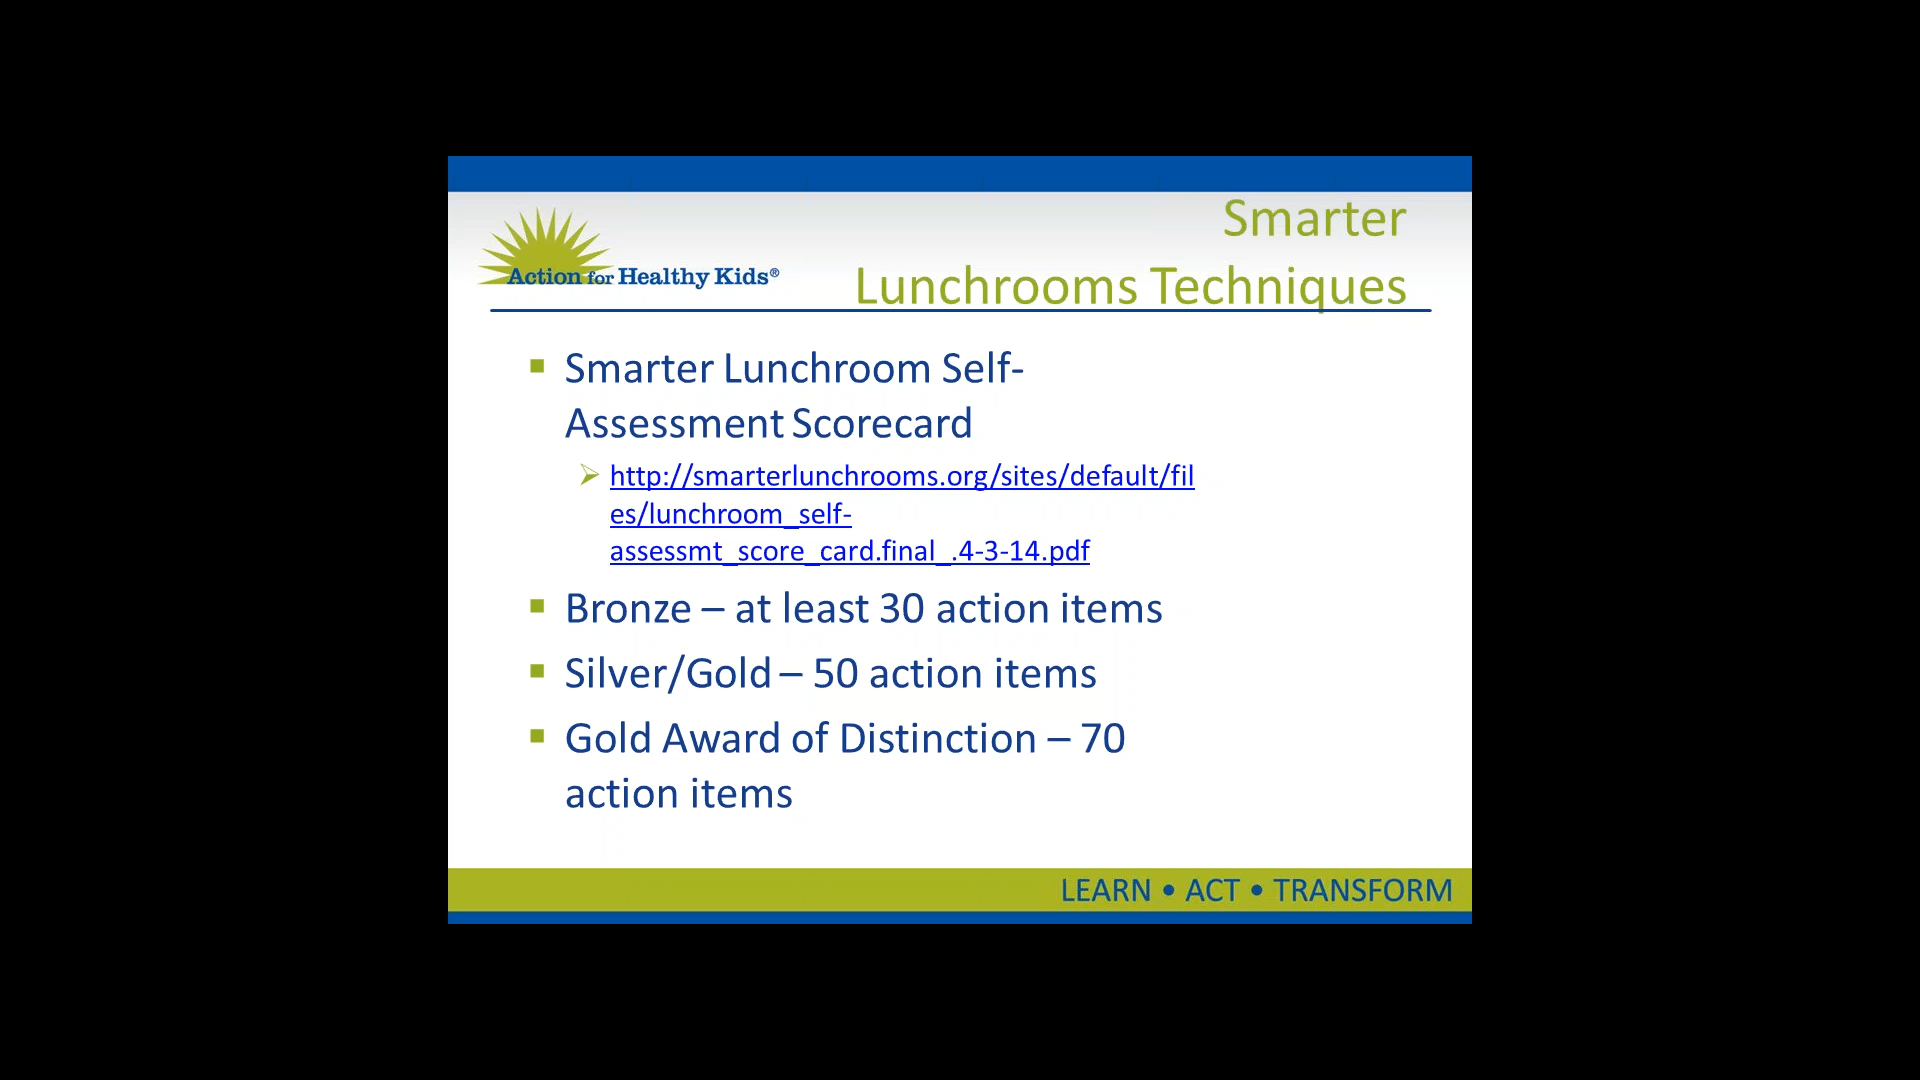 Smarter
Action for Healthy Kids®
Lunchrooms Techniques
▪ Smarter Lunchroom Self-
Assessment Scorecard
➢ http://smarterlunchrooms.org/sites/default/fil
es/lunchroom_self-
assessmt_score_card.final_.4-3-14.pdf
▪ Bronze – at least 30 action items
▪ Silver/Gold – 50 action items
▪ Gold Award of Distinction – 70
action items
LEARN • ACT • TRANSFORM